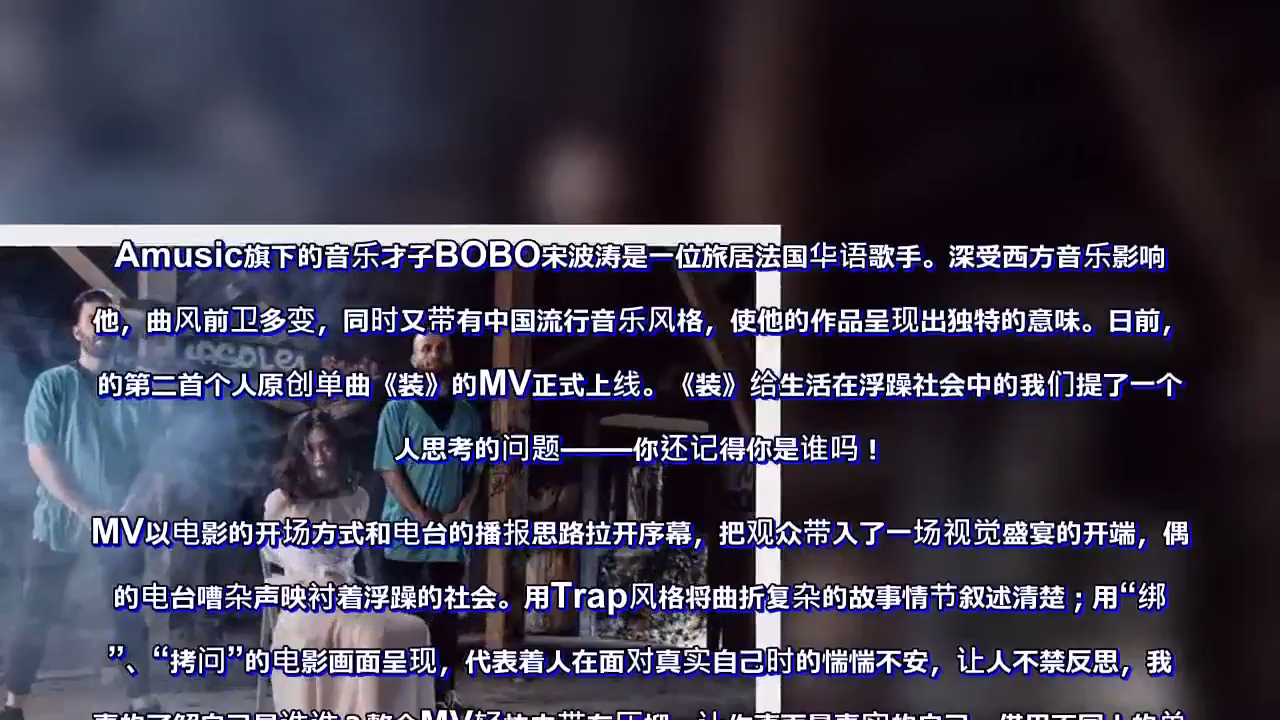 Amusic旗下的音乐才子BOBO宋波涛是一位旅居法国华语歌手。深受西方音乐影响
他，曲风前卫多变，同时又带有中国流行音乐风格，使他的作品呈现出独特的意味。日前，
的第二首个人原创单曲《装》的MV正式上线。《装》给生活在浮躁社会中的我们提了一个
人思考的问题———你还记得你是谁吗！
MV以电影的开场方式和电台的播报思路拉开序幕，把观众带入了一场视觉盛宴的开端，偶
的电台嘈杂声映衬着浮躁的社会。用Trap风格将曲折复杂的故事情节叙述清楚；用“绑
”、“拷问”的电影画面呈现，代表着人在面对真实自己时的惴惴不安，让人不禁反思，我